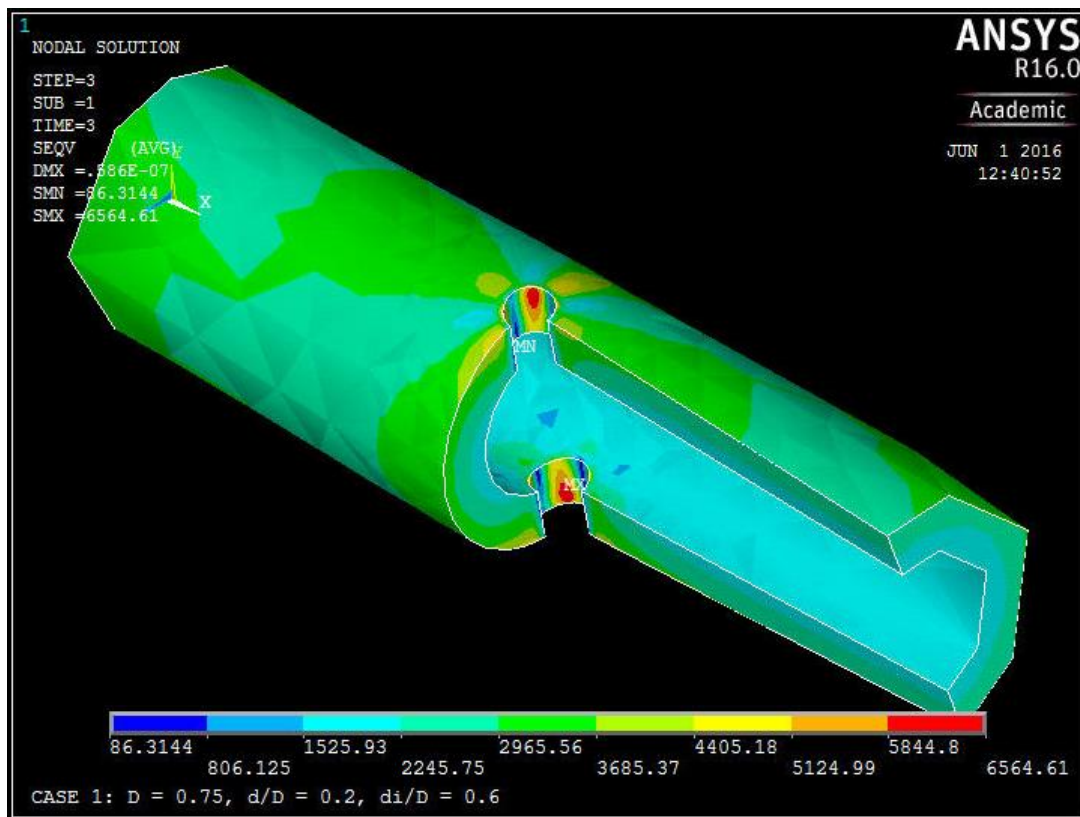 1
NODAL SOLUTION
STEP=3
SUB =1
TIME=3
SEQV (AVG)
DMX =.586E-07
SMN =86.3144
SMX =6564.61
X
ANSYS
R16.0
Academic
JUN 1 2016
12:40:52
MN
MX
86.3144 1525.93 2965.56 4405.18 5844.8
806.125 2245.75 3685.37 5124.99 6564.61
CASE 1: D = 0.75, d/D = 0.2, di/D = 0.6